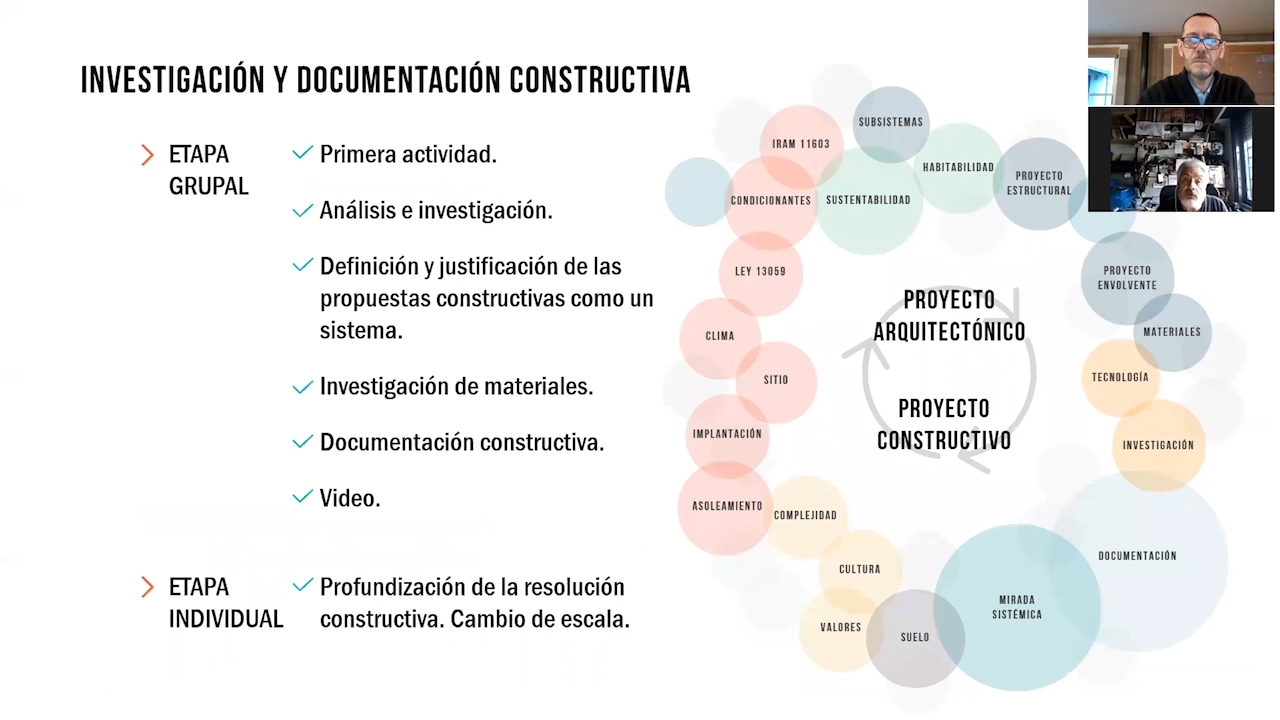 INVESTIGACIÓN Y DOCUMENTACIÓN CONSTRUCTIVA
ETAPA
GRUPAL
Primera actividad.
Análisis e investigación.
Definición y justificación de las
propuestas constructivas como un
sistema.
Investigación de materiales.
Documentación constructiva.
Video.
ETAPA
INDIVIDUAL
Profundización de la resolución
constructiva. Cambio de escala.
SUBSISTEMAS
IRAM 11603
HABITABILIDAD
PROYECTO
ESTRUCTURAL
CONDICIONANTES
SUSTENTABILIDAD
LEY 13059
PROYECTO
ENVOLVENTE
CLIMA
MATERIALES
SITIO
TECNOLOGÍA
IMPLANTACIÓN
INVESTIGACIÓN
ASOLEAMIENTO
COMPLEJIDAD
DOCUMENTACIÓN
CULTURA
MIRADA
SISTÉMICA
VALORES
SUELO
PROYECTO
ARQUITECTÓNICO
PROYECTO
CONSTRUCTIVO